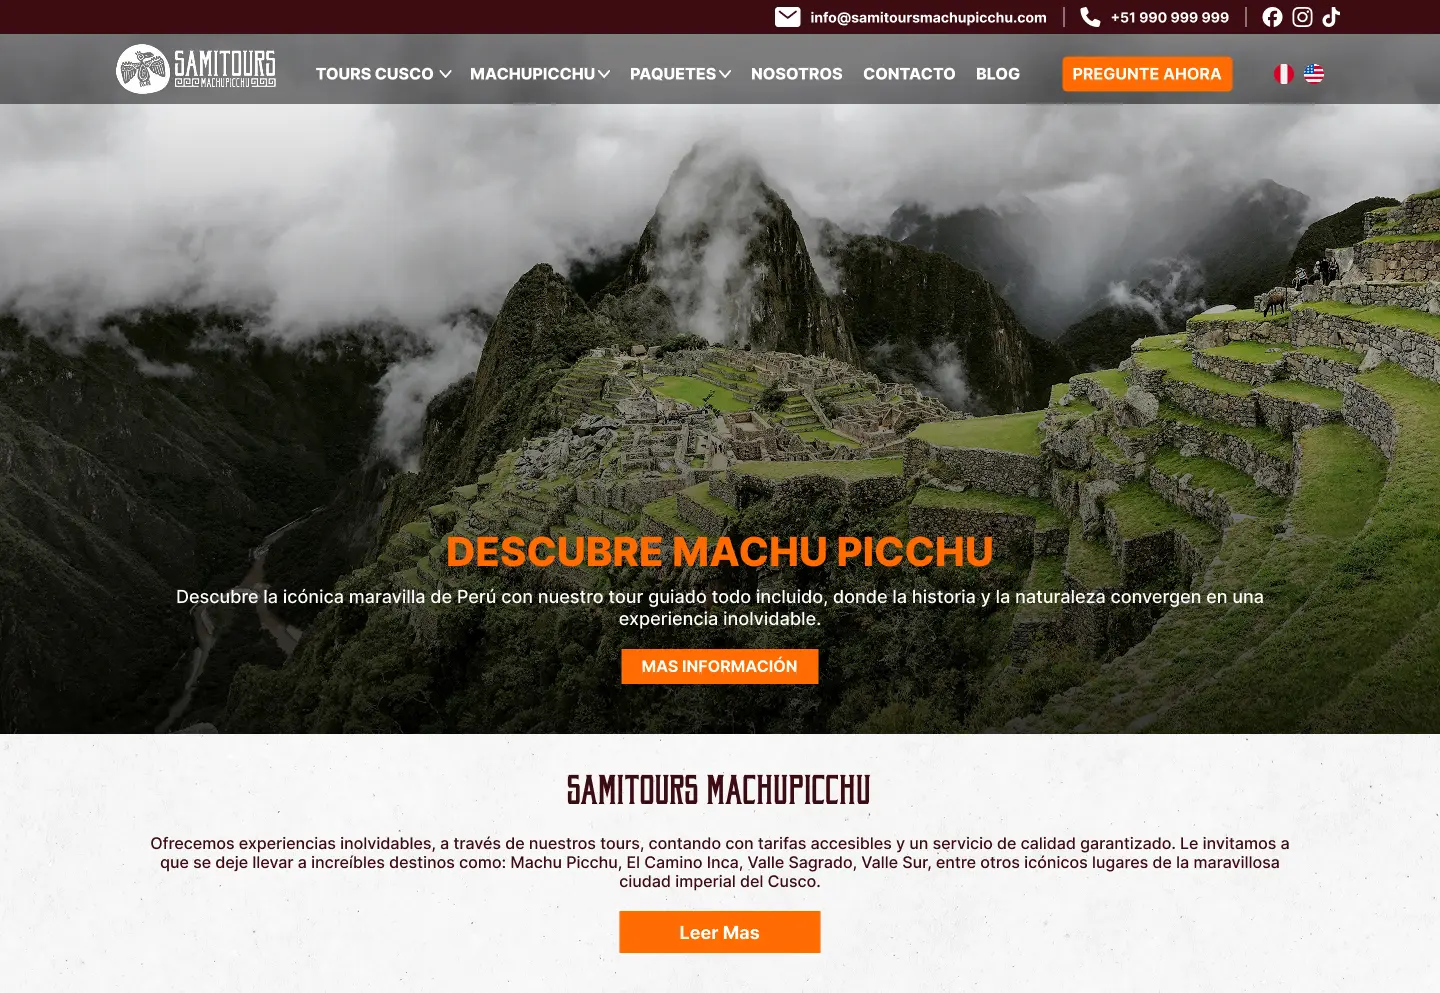 info@samitoursmachupicchu.com
+51 990 999 999
SAMITOURS
MACHUPICCHU
TOURS CUSCO
MACHUPICCHU
PAQUETES
NOSOTROS
CONTACTO
BLOG
PREGUNTE AHORA
DESCUBRE MACHU PICCHU
Descubre la icónica maravilla de Perú con nuestro tour guiado todo incluido, donde la historia y la naturaleza convergen en una
experiencia inolvidable.
MAS INFORMACIÓN
SAMITOURS MACHUPICCHU
Ofrecemos experiencias inolvidables, a través de nuestros tours, contando con tarifas accesibles y un servicio de calidad garantizado. Le invitamos a
que se deje llevar a increíbles destinos como: Machu Picchu, El Camino Inca, Valle Sagrado, Valle Sur, entre otros icónicos lugares de la maravillosa
ciudad imperial del Cusco.
Leer Mas